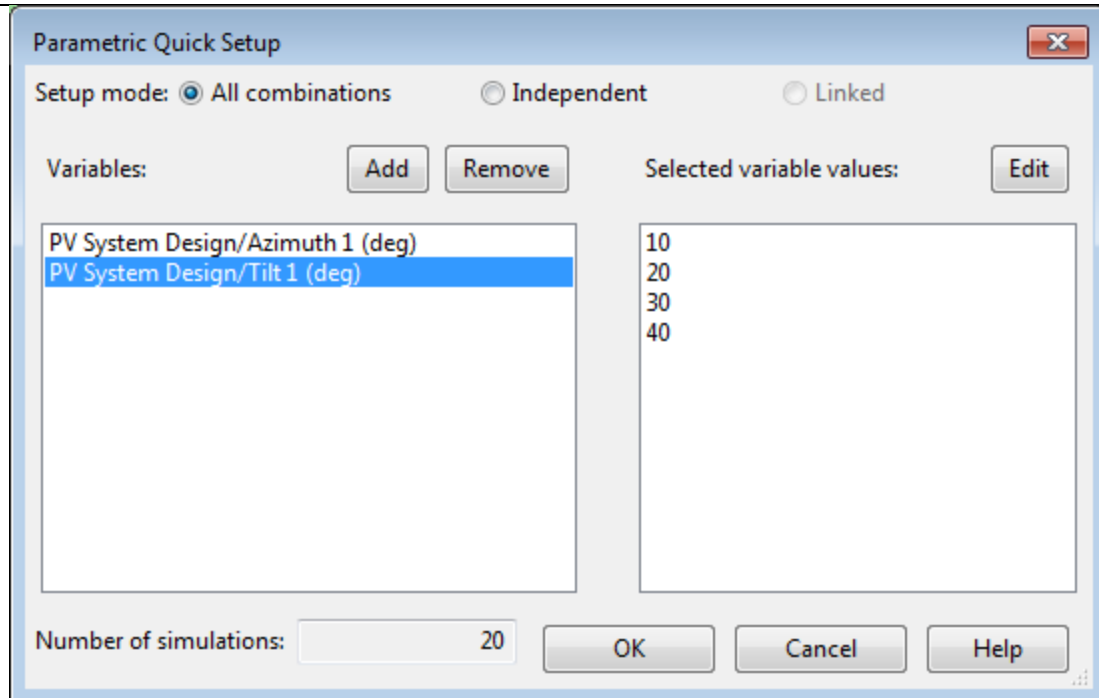 Parametric Quick Setup
Setup mode: All combinations Independent Linked
Variables: Add Remove Selected variable values: Edit
PV System Design/Azimuth 1 (deg)
PV System Design/Tilt 1 (deg)
10
20
30
40
Number of simulations: 20 OK Cancel Help